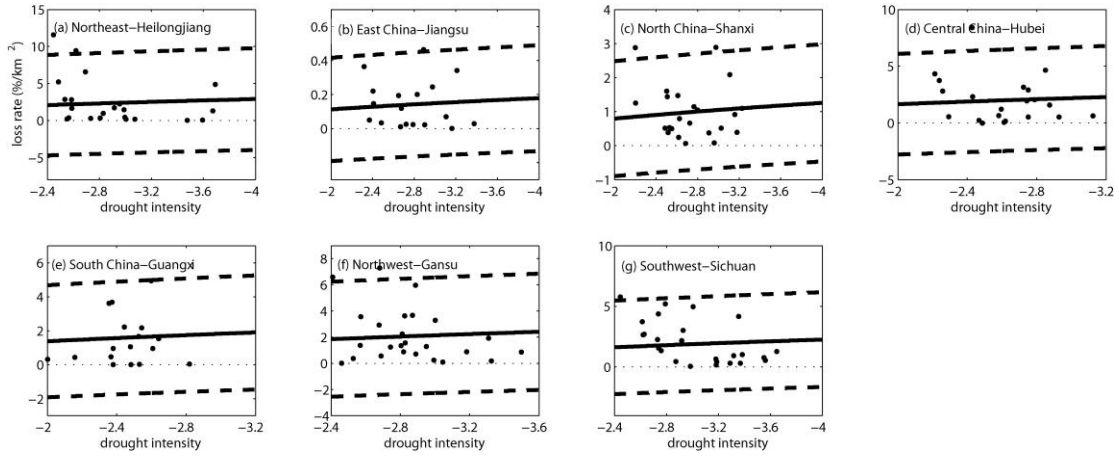 (a) Northeast−Heilongjiang
loss rate (%/km²)
15
10
5
0
−5
−2.4 −2.8 −3.2 −3.6 −4
drought intensity
(b) East China−Jiangsu
0.6
0.4
0.2
0
−0.2
−2 −2.4 −2.8 −3.2 −3.6 −4
drought intensity
(c) North China−Shanxi
4
3
2
1
0
−1
−2 −2.4 −2.8 −3.2 −3.6 −4
drought intensity
(d) Central China−Hubei
10
5
0
−5
−2 −2.4 −2.8 −3.2
drought intensity
(e) South China−Guangxi
6
4
2
0
−2
−2 −2.4 −2.8 −3.2
drought intensity
(f) Northwest−Gansu
8
6
4
2
0
−2
−4
−2.4 −2.8 −3.2 −3.6
drought intensity
(g) Southwest−Sichuan
10
5
0
−5
−2.4 −2.8 −3.2 −3.6 −4
drought intensity